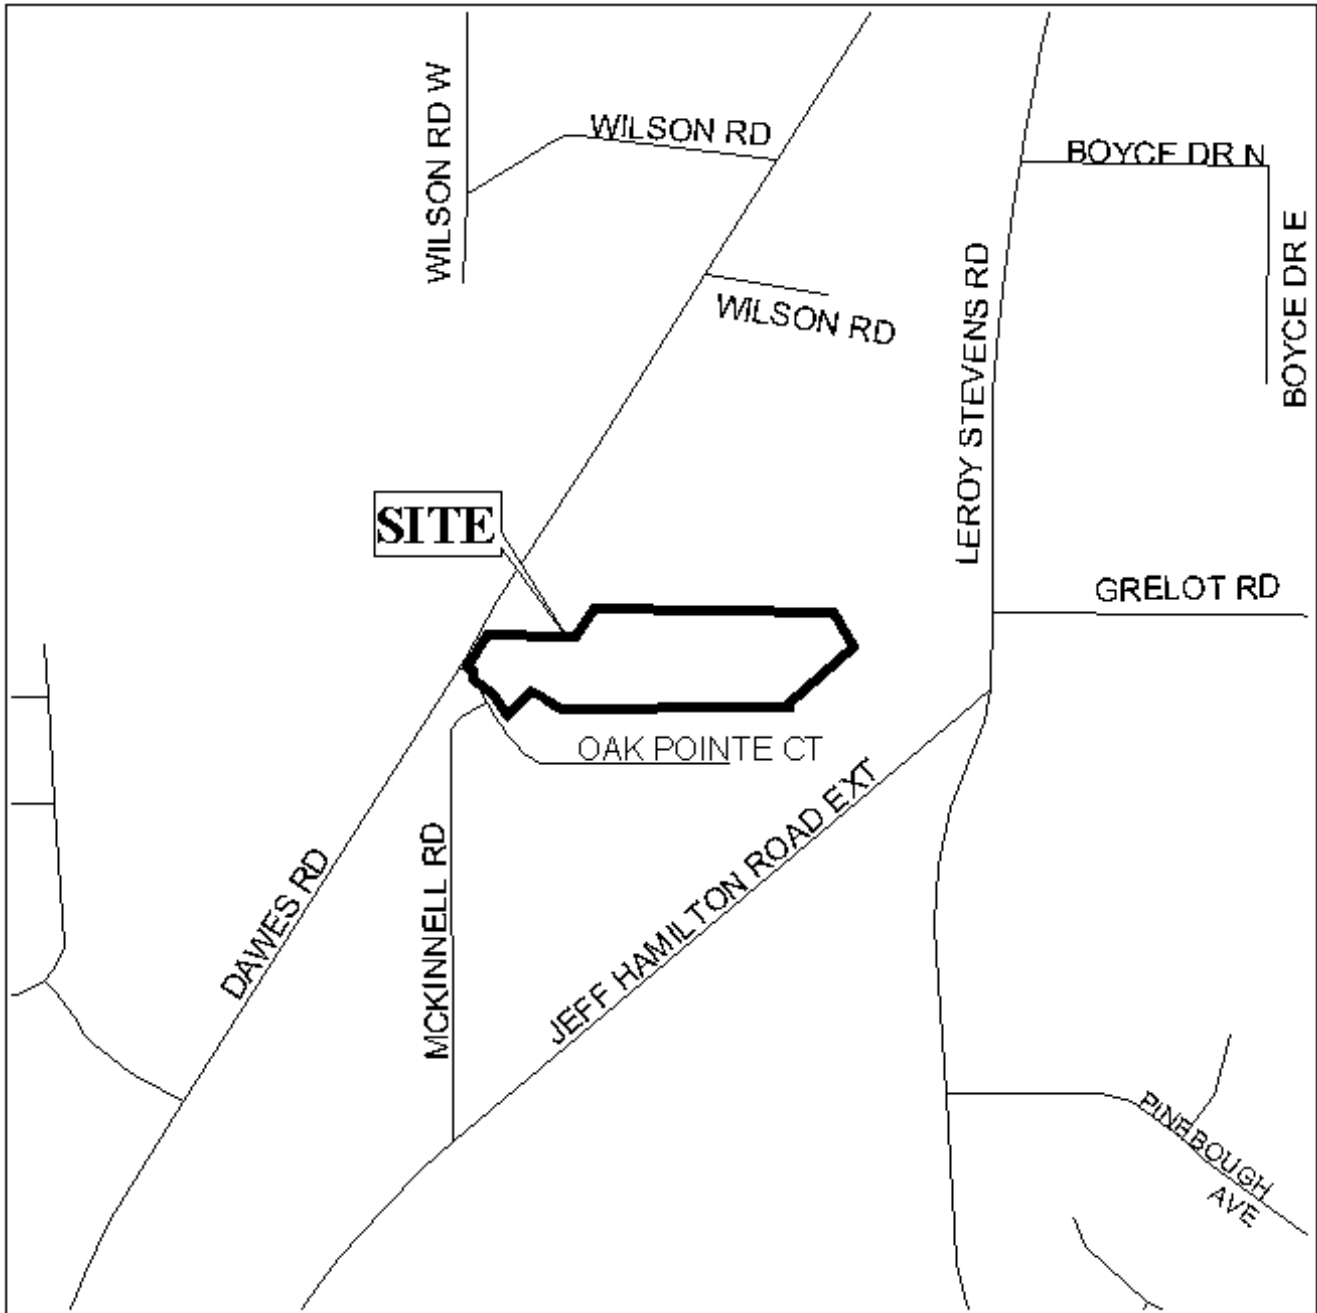 WILSON RD W
WILSON RD
BOYCE DR N
BOYCE DR E
WILSON RD
LEROY STEVENS RD
SITE
GRELOT RD
OAK POINTE CT
JEFF HAMILTON ROAD EXT
MCKINNELL RD
DAWES RD
PINEBOUGH
AVE